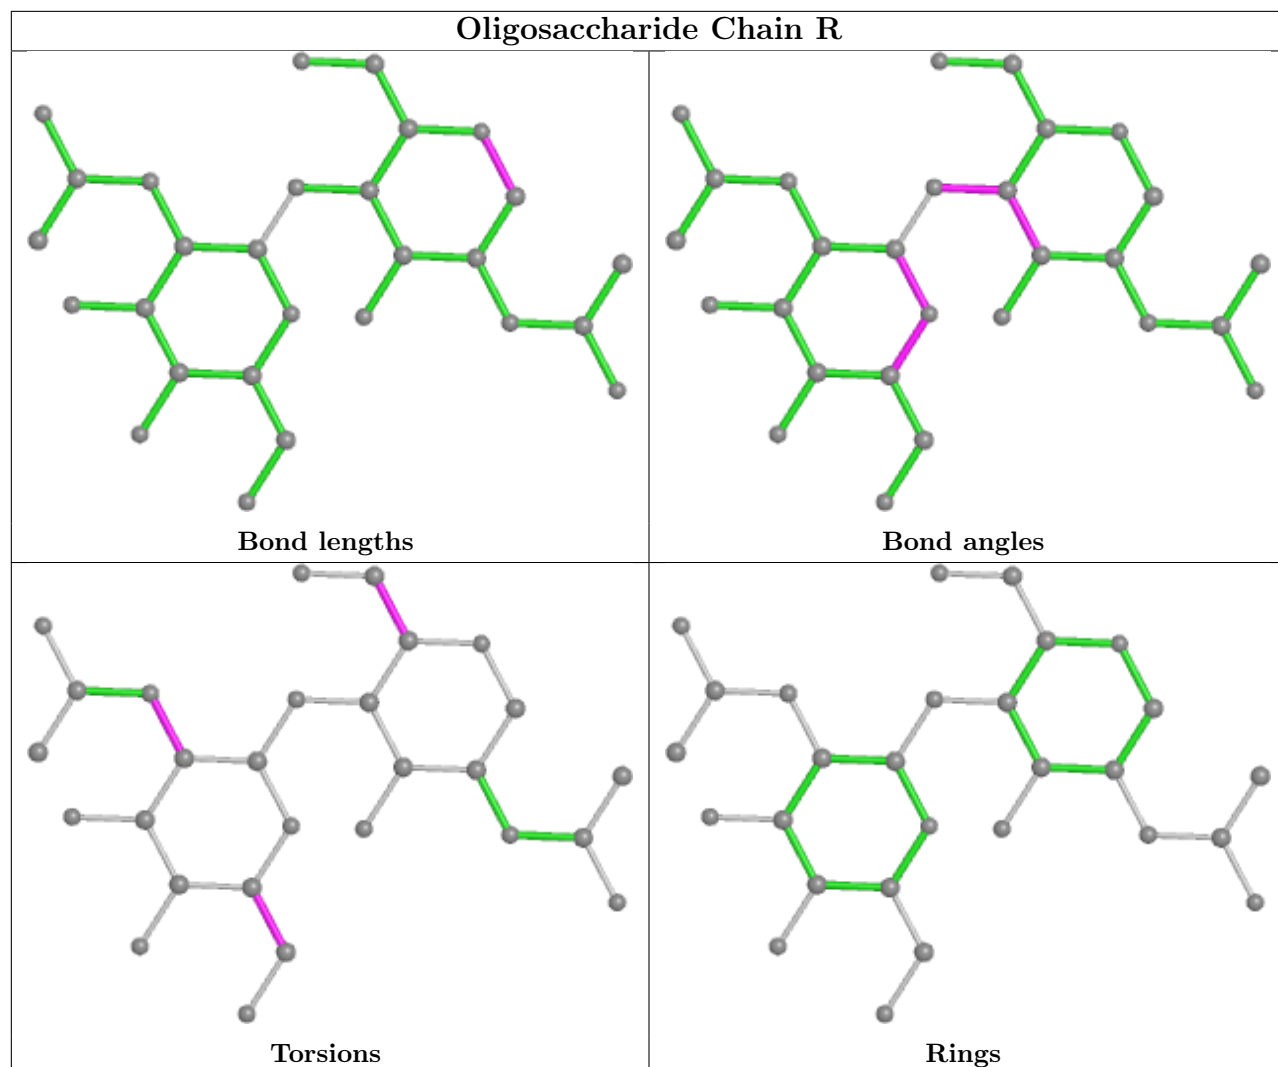 Oligosaccharide Chain R
Bond lengths
Bond angles
Torsions
Rings